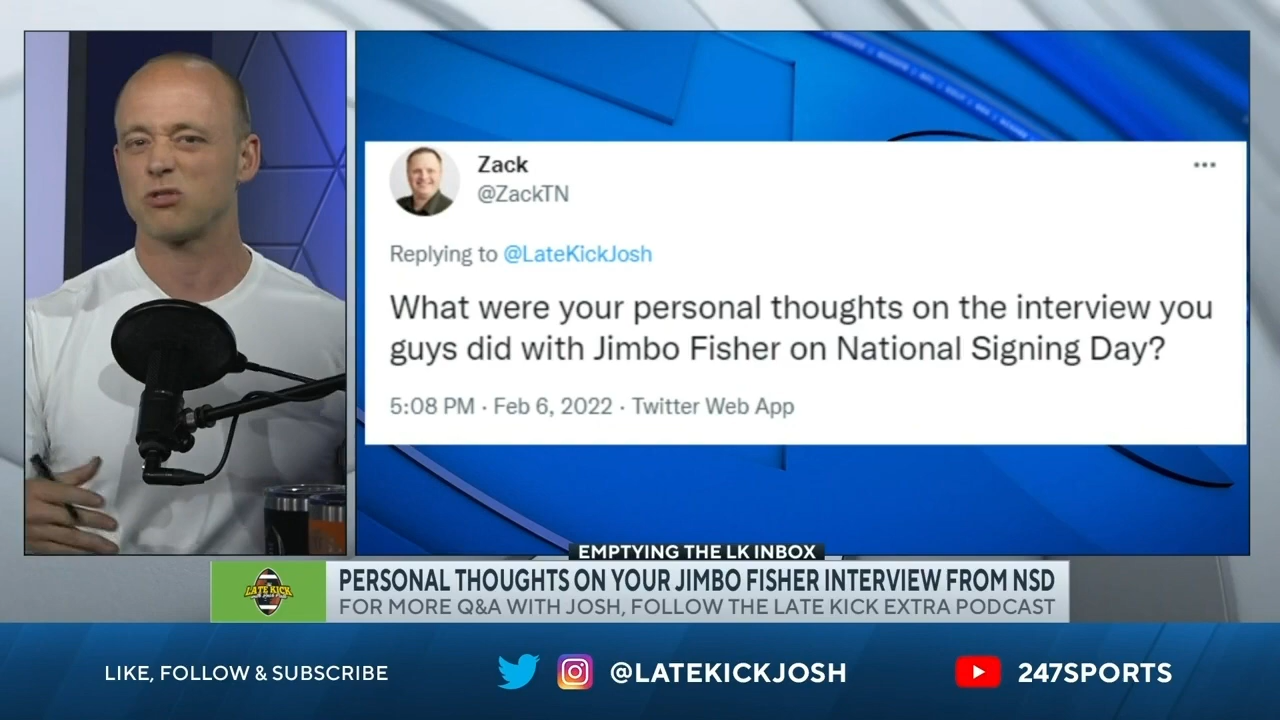 Zack
@ZackTN
Replying to @LateKickJosh
What were your personal thoughts on the interview you
guys did with Jimbo Fisher on National Signing Day?
5:08 PM · Feb 6, 2022 · Twitter Web App
EMPTYING THE LK INBOX
LATE KICK
PERSONAL THOUGHTS ON YOUR JIMBO FISHER INTERVIEW FROM NSD
FOR MORE Q&A WITH JOSH, FOLLOW THE LATE KICK EXTRA PODCAST
LIKE, FOLLOW & SUBSCRIBE
@LATEKICKJOSH
247SPORTS